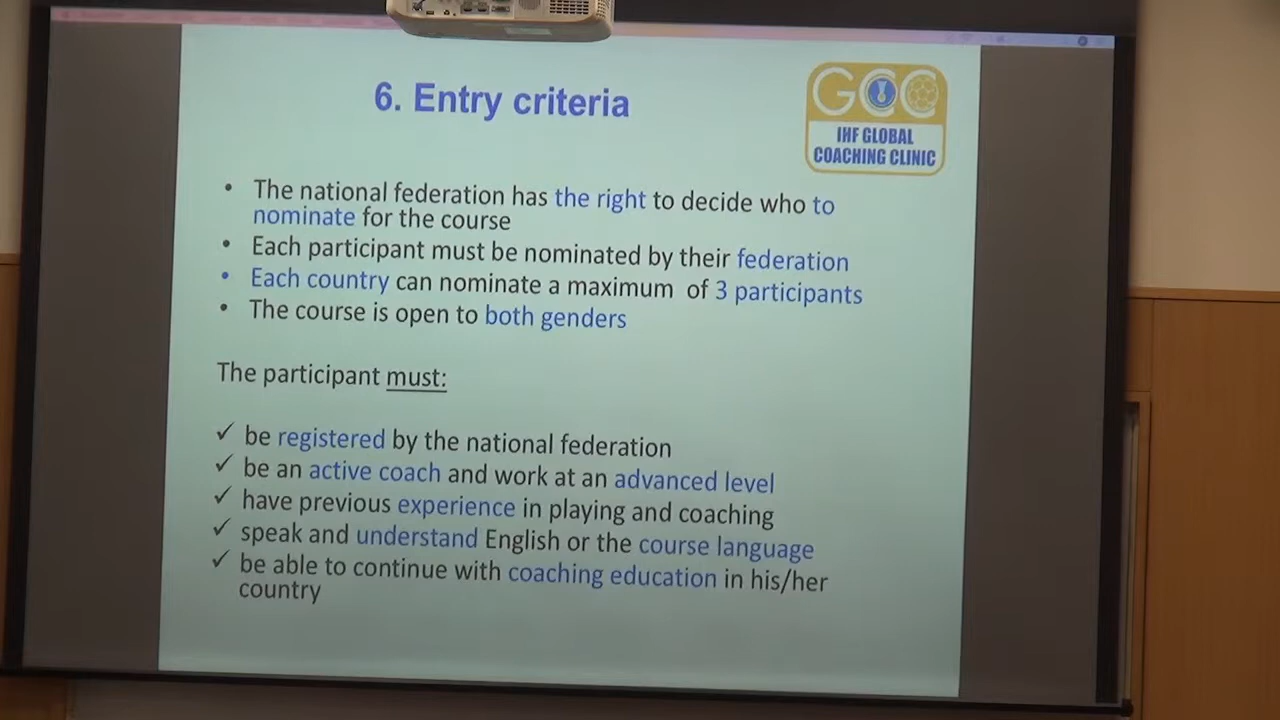 6. Entry criteria
GCC
IHF GLOBAL
COACHING CLINIC
• The national federation has the right to decide who to
nominate for the course
• Each participant must be nominated by their federation
• Each country can nominate a maximum of 3 participants
• The course is open to both genders
The participant must:
✓ be registered by the national federation
✓ be an active coach and work at an advanced level
✓ have previous experience in playing and coaching
✓ speak and understand English or the course language
✓ be able to continue with coaching education in his/her
country